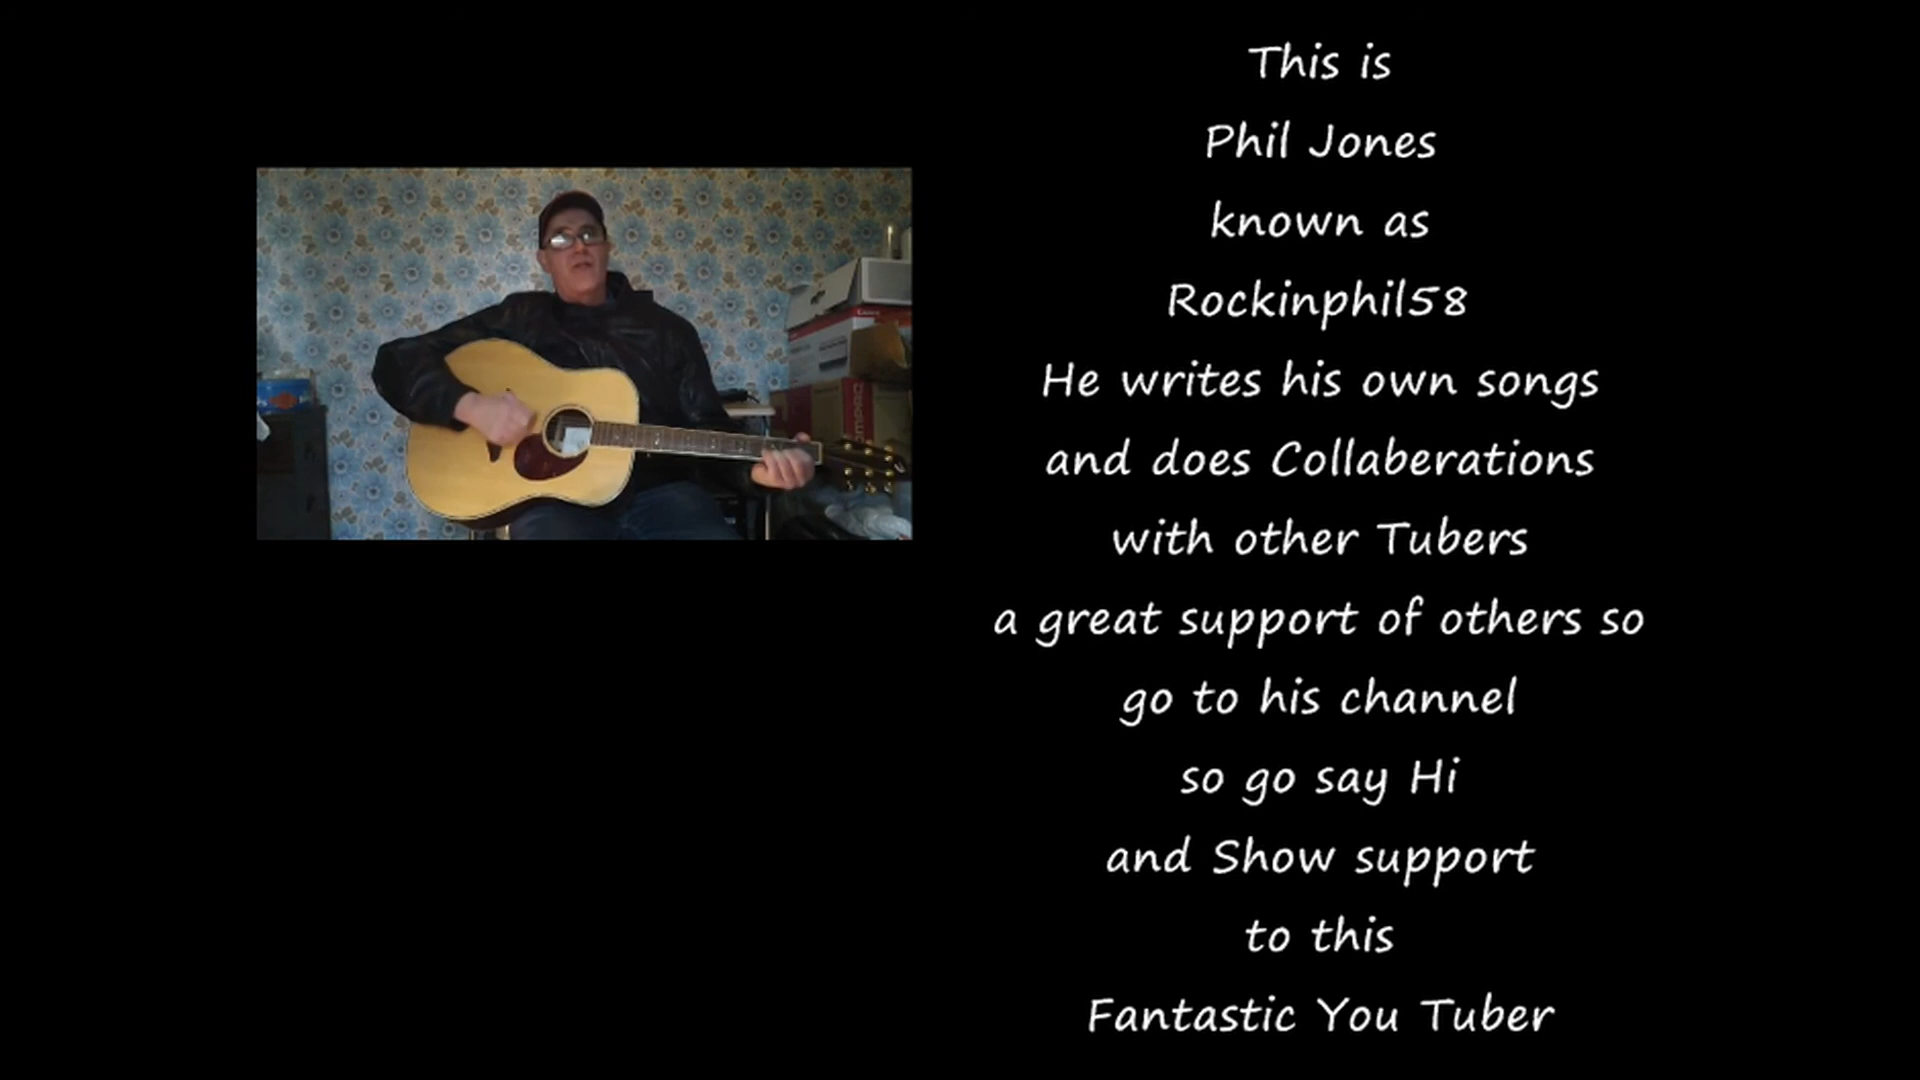 This is
Phil Jones
known as
Rockinphil58
He writes his own songs
and does Collaberations
with other Tubers
a great support of others so
go to his channel
so go say Hi
and Show support
to this
Fantastic You Tuber
Canon